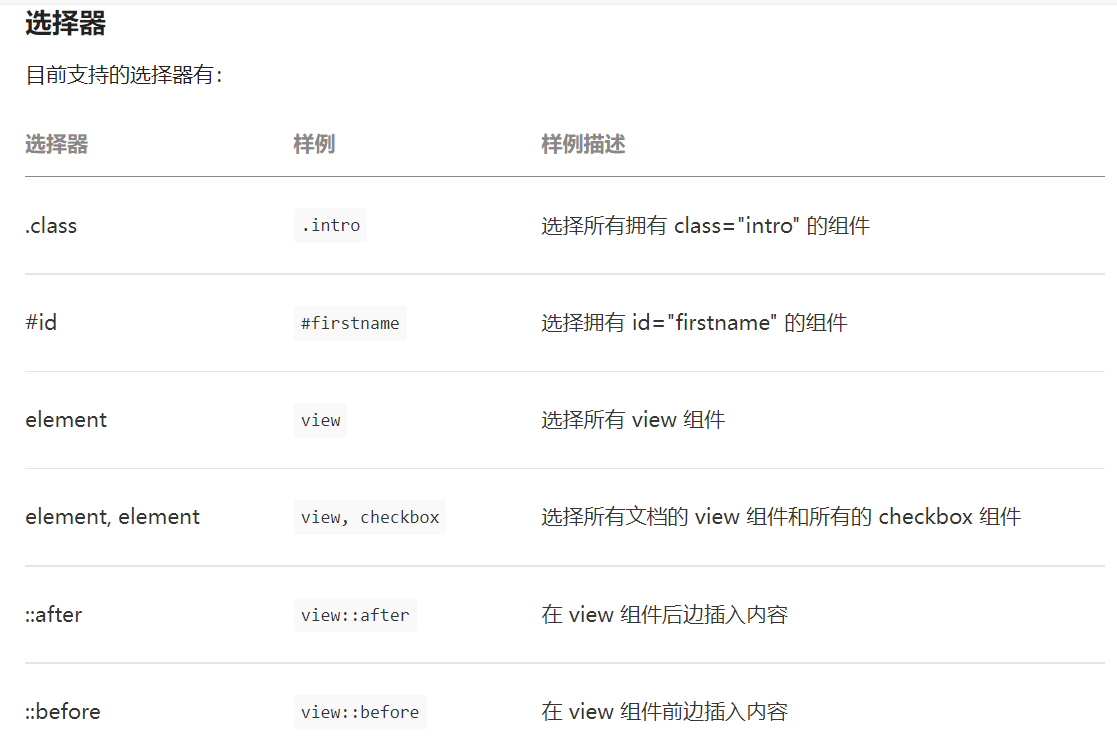 选择器
目前支持的选择器有：
选择器 样例 样例描述
.class .intro 选择所有拥有 class="intro" 的组件
#id #firstname 选择拥有 id="firstname" 的组件
element view 选择所有 view 组件
element, element view, checkbox 选择所有文档的 view 组件和所有的 checkbox 组件
::after view::after 在 view 组件后边插入内容
::before view::before 在 view 组件前边插入内容